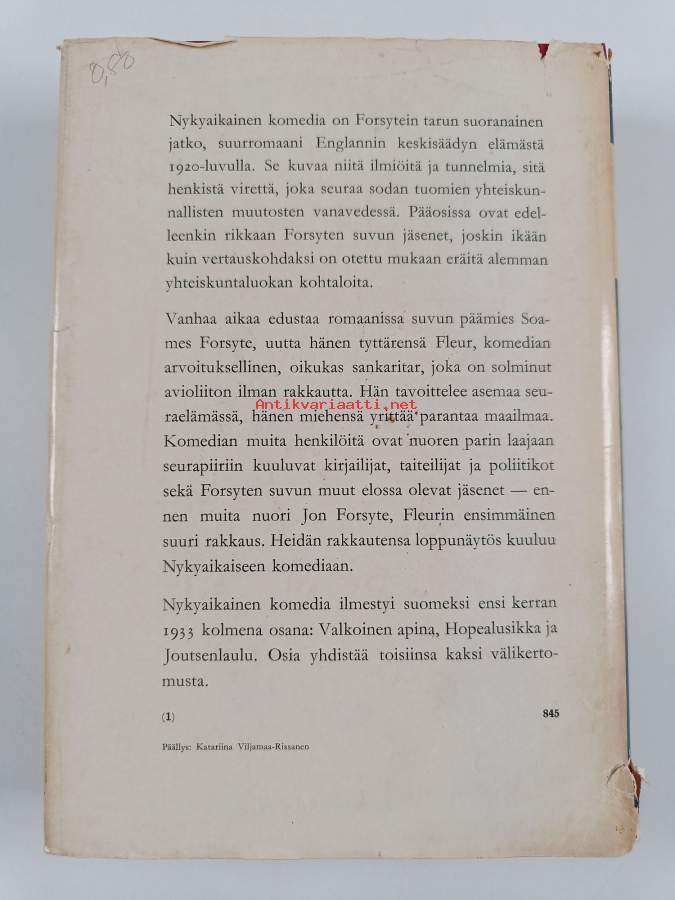 0,80
Nykyaikainen komedia on Forsytein tarun suoranainen
jatko, suurromaani Englannin keskisäädyn elämästä
1920-luvulla. Se kuvaa niitä ilmiöitä ja tunnelmia, sitä
henkistä virettä, joka seuraa sodan tuomien yhteiskun-
nallisten muutosten vanavedessä. Pääosissa ovat edel-
leenkin rikkaan Forsyten suvun jäsenet, joskin ikään
kuin vertauskohdaksi on otettu mukaan eräitä alemman
yhteiskuntaluokan kohtaloita.
Vanhaa aikaa edustaa romaanissa suvun päämies Soa-
mes Forsyte, uutta hänen tyttärensä Fleur, komedian
arvoituksellinen, oikukas sankaritar, joka on solminut
avioliiton ilman rakkautta. Hän tavoittelee asemaa seu-
Antikvariaatti.net
raelämässä, hänen miehensä yrittää parantaa maailmaa.
Komedian muita henkilöitä ovat nuoren parin laajaan
seurapiiriin kuuluvat kirjailijat, taiteilijat ja poliitikot
sekä Forsyten suvun muut elossa olevat jäsenet — en-
nen muita nuori Jon Forsyte, Fleurin ensimmäinen
suuri rakkaus. Heidän rakkautensa loppunäytös kuuluu
Nykyaikaiseen komediaan.
Nykyaikainen komedia ilmestyi suomeksi ensi kerran
1933 kolmena osana: Valkoinen apina, Hopealusikka ja
Joutsenlaulu. Osia yhdistää toisiinsa kaksi välikerto-
musta.
(1) 845
Päällys: Katariina Viljamaa-Rissanen